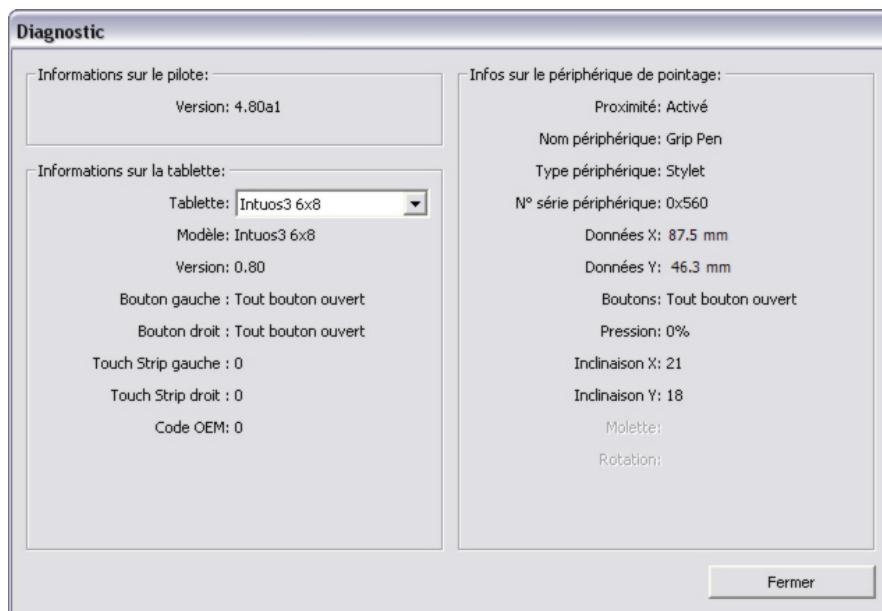 Diagnostic
Informations sur le pilote:
Version: 4.80a1
Informations sur la tablette:
Tablette: Intuos3 6x8
Modèle: Intuos3 6x8
Version: 0.80
Bouton gauche : Tout bouton ouvert
Bouton droit : Tout bouton ouvert
Touch Strip gauche : 0
Touch Strip droit : 0
Code OEM: 0
Infos sur le périphérique de pointage:
Proximité: Activé
Nom périphérique: Grip Pen
Type périphérique: Stylet
N° série périphérique: 0x560
Données X: 87.5 mm
Données Y: 46.3 mm
Boutons: Tout bouton ouvert
Pression: 0%
Inclinaison X: 21
Inclinaison Y: 18
Molette:
Rotation:
Fermer